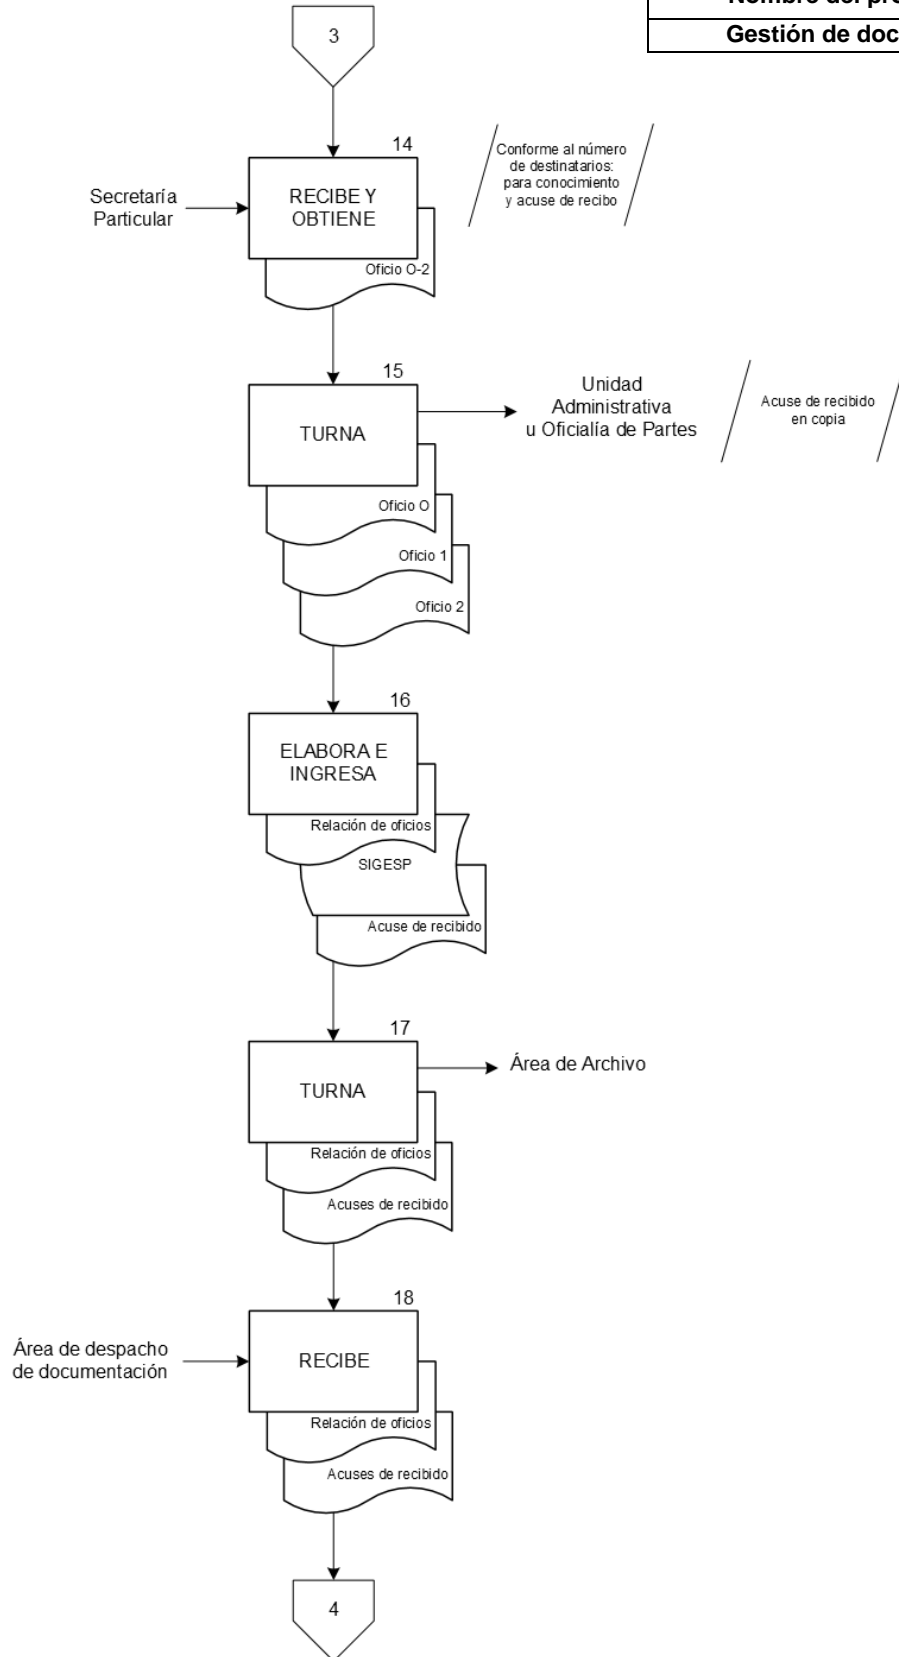 Nombre del pro
Gestión de doc
3
14
RECIBE Y
OBTIENE
Secretaría
Particular
Conforme al número
de destinatarios:
para conocimiento
y acuse de recibo
Oficio O-2
15
TURNA
Unidad
Administrativa
u Oficialía de Partes
Acuse de recibido
en copia
Oficio O
Oficio 1
Oficio 2
16
ELABORA E
INGRESA
Relación de oficios
SIGESP
Acuse de recibido
17
TURNA
Área de Archivo
Relación de oficios
Acuses de recibido
18
RECIBE
Área de despacho
de documentación
Relación de oficios
Acuses de recibido
4